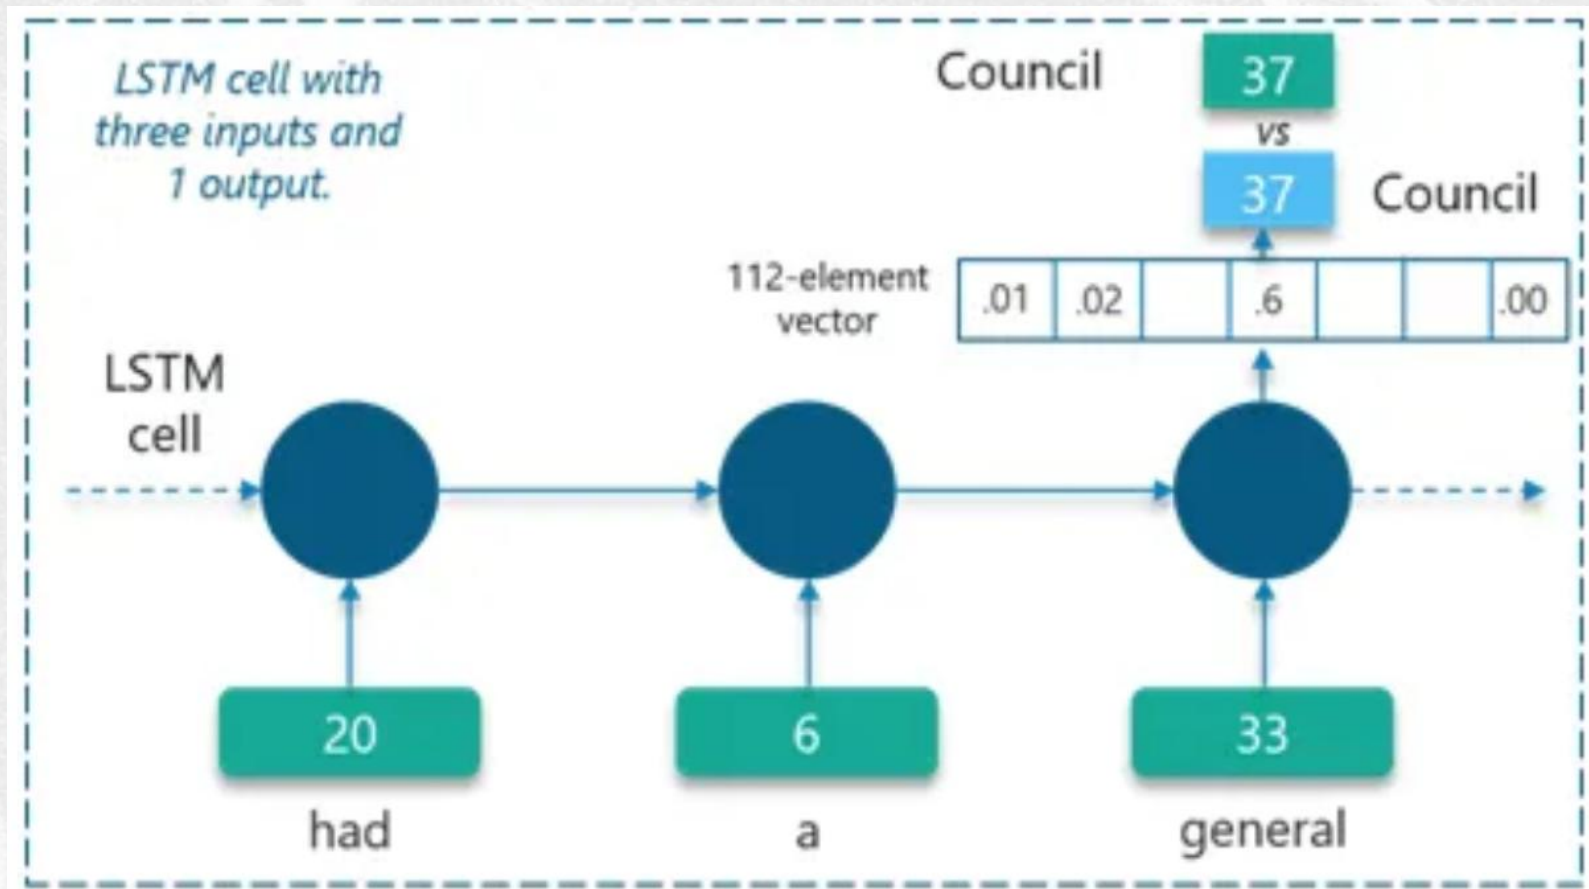 LSTM cell with
three inputs and
1 output.
Council 37
vs
37 Council
112-element
vector
.01 .02 .6 .00
LSTM
cell
20 6 33
had a general